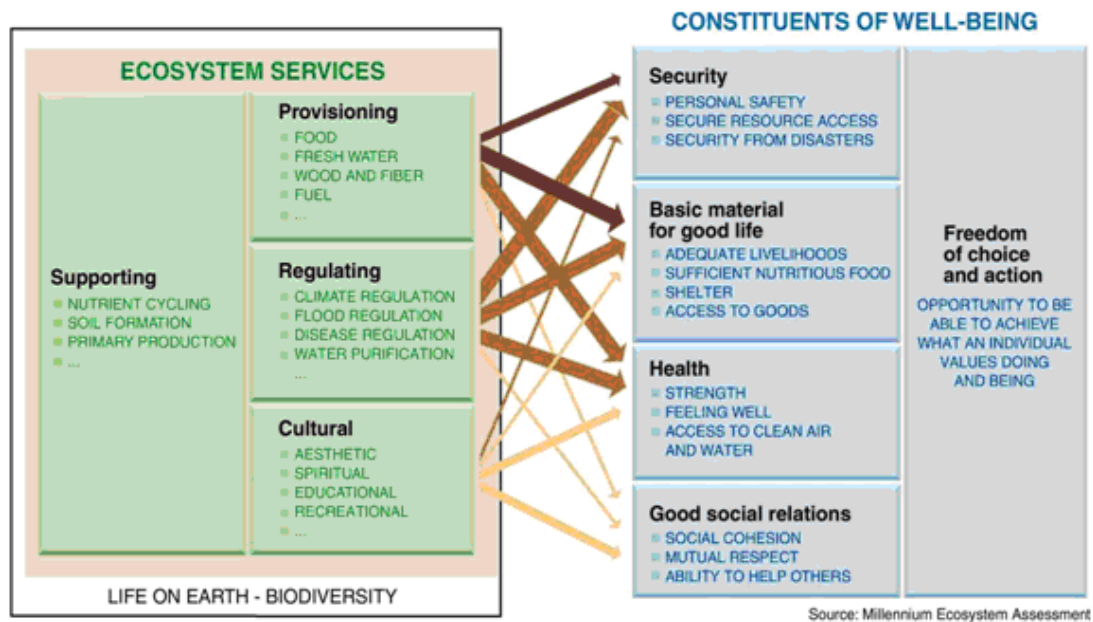 CONSTITUENTS OF WELL-BEING
ECOSYSTEM SERVICES
Supporting
NUTRIENT CYCLING
SOIL FORMATION
PRIMARY PRODUCTION
...
Provisioning
FOOD
FRESH WATER
WOOD AND FIBER
FUEL
...
Regulating
CLIMATE REGULATION
FLOOD REGULATION
DISEASE REGULATION
WATER PURIFICATION
...
Cultural
AESTHETIC
SPIRITUAL
EDUCATIONAL
RECREATIONAL
...
LIFE ON EARTH - BIODIVERSITY
Security
PERSONAL SAFETY
SECURE RESOURCE ACCESS
SECURITY FROM DISASTERS
Basic material
for good life
ADEQUATE LIVELIHOODS
SUFFICIENT NUTRITIOUS FOOD
SHELTER
ACCESS TO GOODS
Health
STRENGTH
FEELING WELL
ACCESS TO CLEAN AIR
AND WATER
Good social relations
SOCIAL COHESION
MUTUAL RESPECT
ABILITY TO HELP OTHERS
Freedom
of choice
and action
OPPORTUNITY TO BE
ABLE TO ACHIEVE
WHAT AN INDIVIDUAL
VALUES DOING
AND BEING
Source: Millennium Ecosystem Assessment